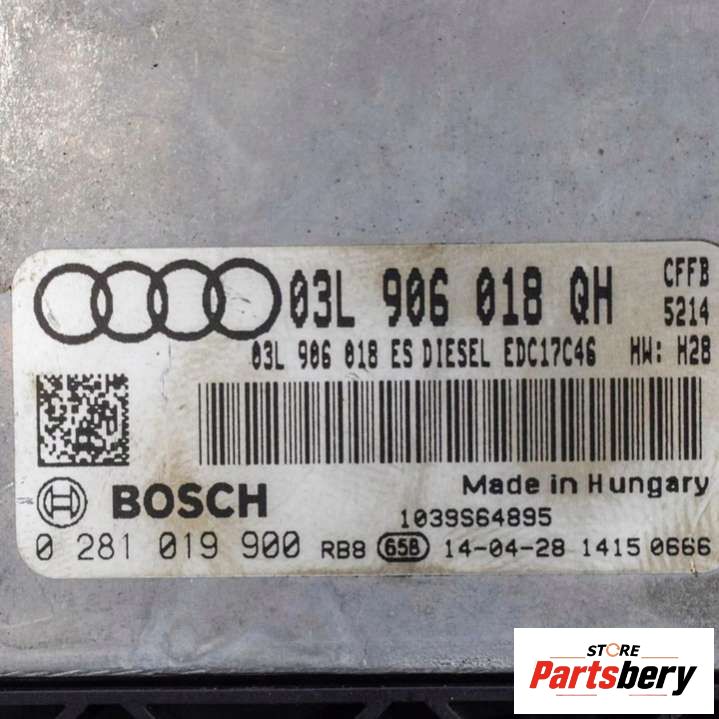 03L 906 018 QH CFFB
5214
03L 906 018 ES DIESEL EDC17C46 HW: H28
Made in Hungary
BOSCH
1039S64895
0 281 019 900 RB8 658 14-04-28 1415 0666
STORE
Partsbery